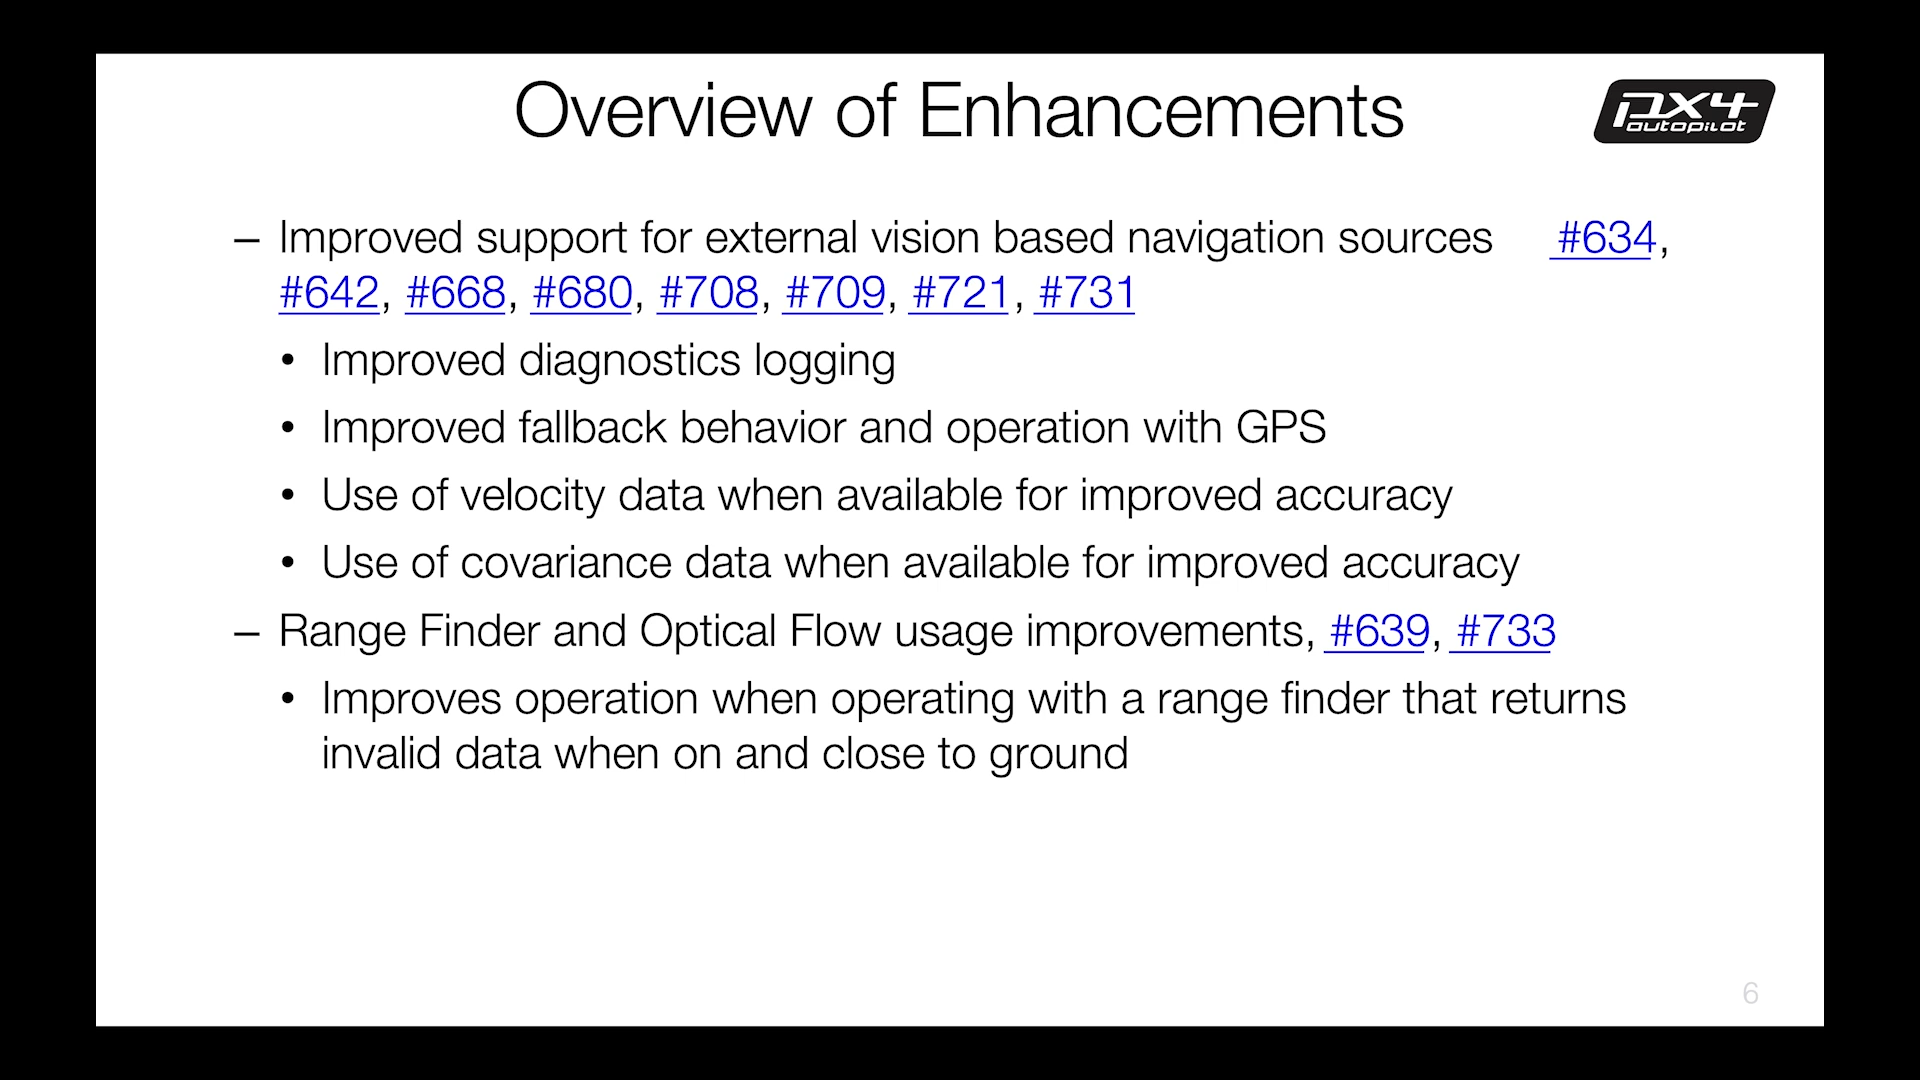 Overview of Enhancements
PX4
autopilot
– Improved support for external vision based navigation sources #634,
#642, #668, #680, #708, #709, #721, #731
• Improved diagnostics logging
• Improved fallback behavior and operation with GPS
• Use of velocity data when available for improved accuracy
• Use of covariance data when available for improved accuracy
– Range Finder and Optical Flow usage improvements, #639, #733
• Improves operation when operating with a range finder that returns
invalid data when on and close to ground
6